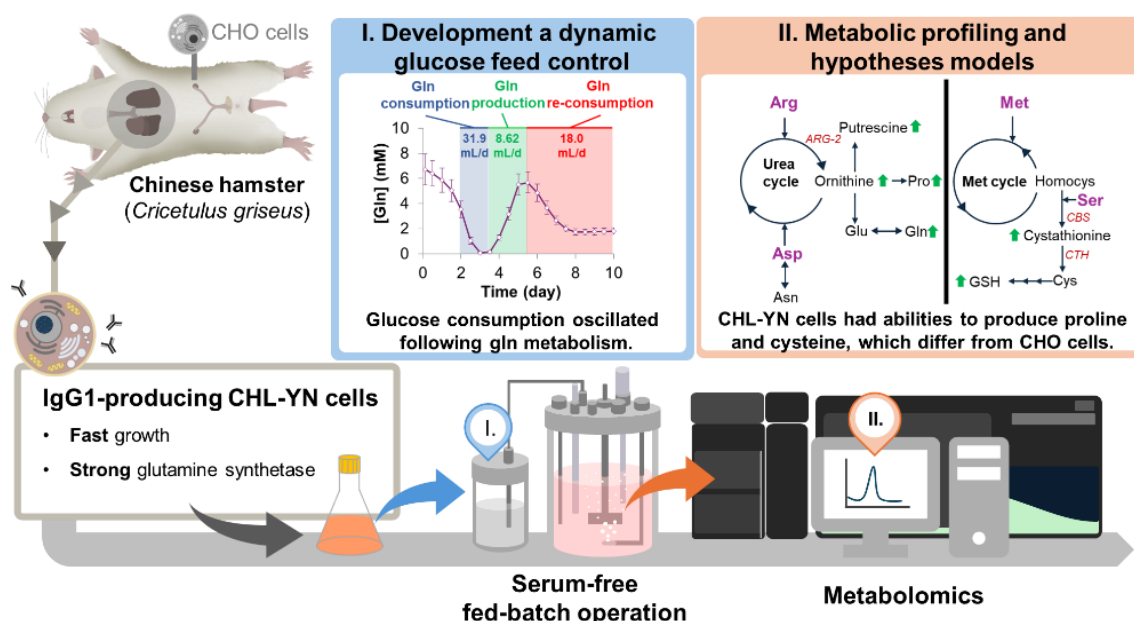 CHO cells
Chinese hamster
(Cricetulus griseus)
I. Development a dynamic
glucose feed control
Gln
consumption
Gln
production
Gln
re-consumption
31.9
mL/d
8.62
mL/d
18.0
mL/d
[Gln] (mM)
10
8
6
4
2
0
0 2 4 6 8 10
Time (day)
Glucose consumption oscillated
following gln metabolism.
II. Metabolic profiling and
hypotheses models
Arg
ARG-2
Putrescine
Urea
cycle
Ornithine
Pro
Glu
Gln
Asp
Asn
Met
Met cycle
Homocys
Ser
CBS
Cystathionine
CTH
GSH
Cys
CHL-YN cells had abilities to produce proline
and cysteine, which differ from CHO cells.
IgG1-producing CHL-YN cells
• Fast growth
• Strong glutamine synthetase
I.
II.
Serum-free
fed-batch operation
Metabolomics